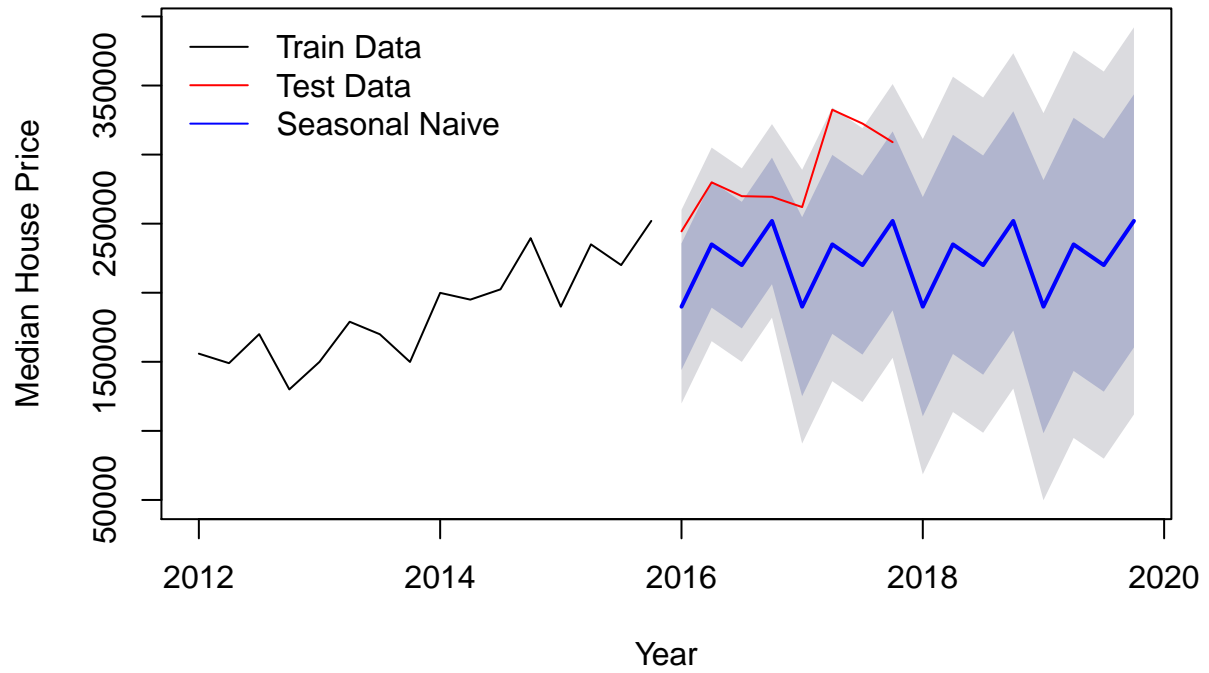 Train Data
Test Data
Seasonal Naive
Median House Price
350000
250000
150000
50000
2012 2014 2016 2018 2020
Year